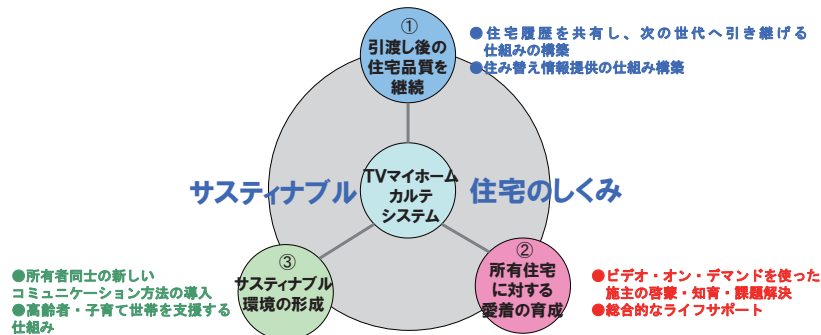 ①
引渡し後の
住宅品質を
継続
●住宅履歴を共有し、次の世代へ引き継げる
仕組みの構築
●住み替え情報提供の仕組み構築
サスティナブル 住宅のしくみ
TVマイホーム
カルテ
システム
③
サスティナブル
環境の形成
●所有者同士の新しい
コミュニケーション方法の導入
●高齢者・子育て世帯を支援する
仕組み
②
所有住宅
に対する
愛着の育成
●ビデオ・オン・デマンドを使った
施主の啓蒙・知育・課題解決
●総合的なライフサポート